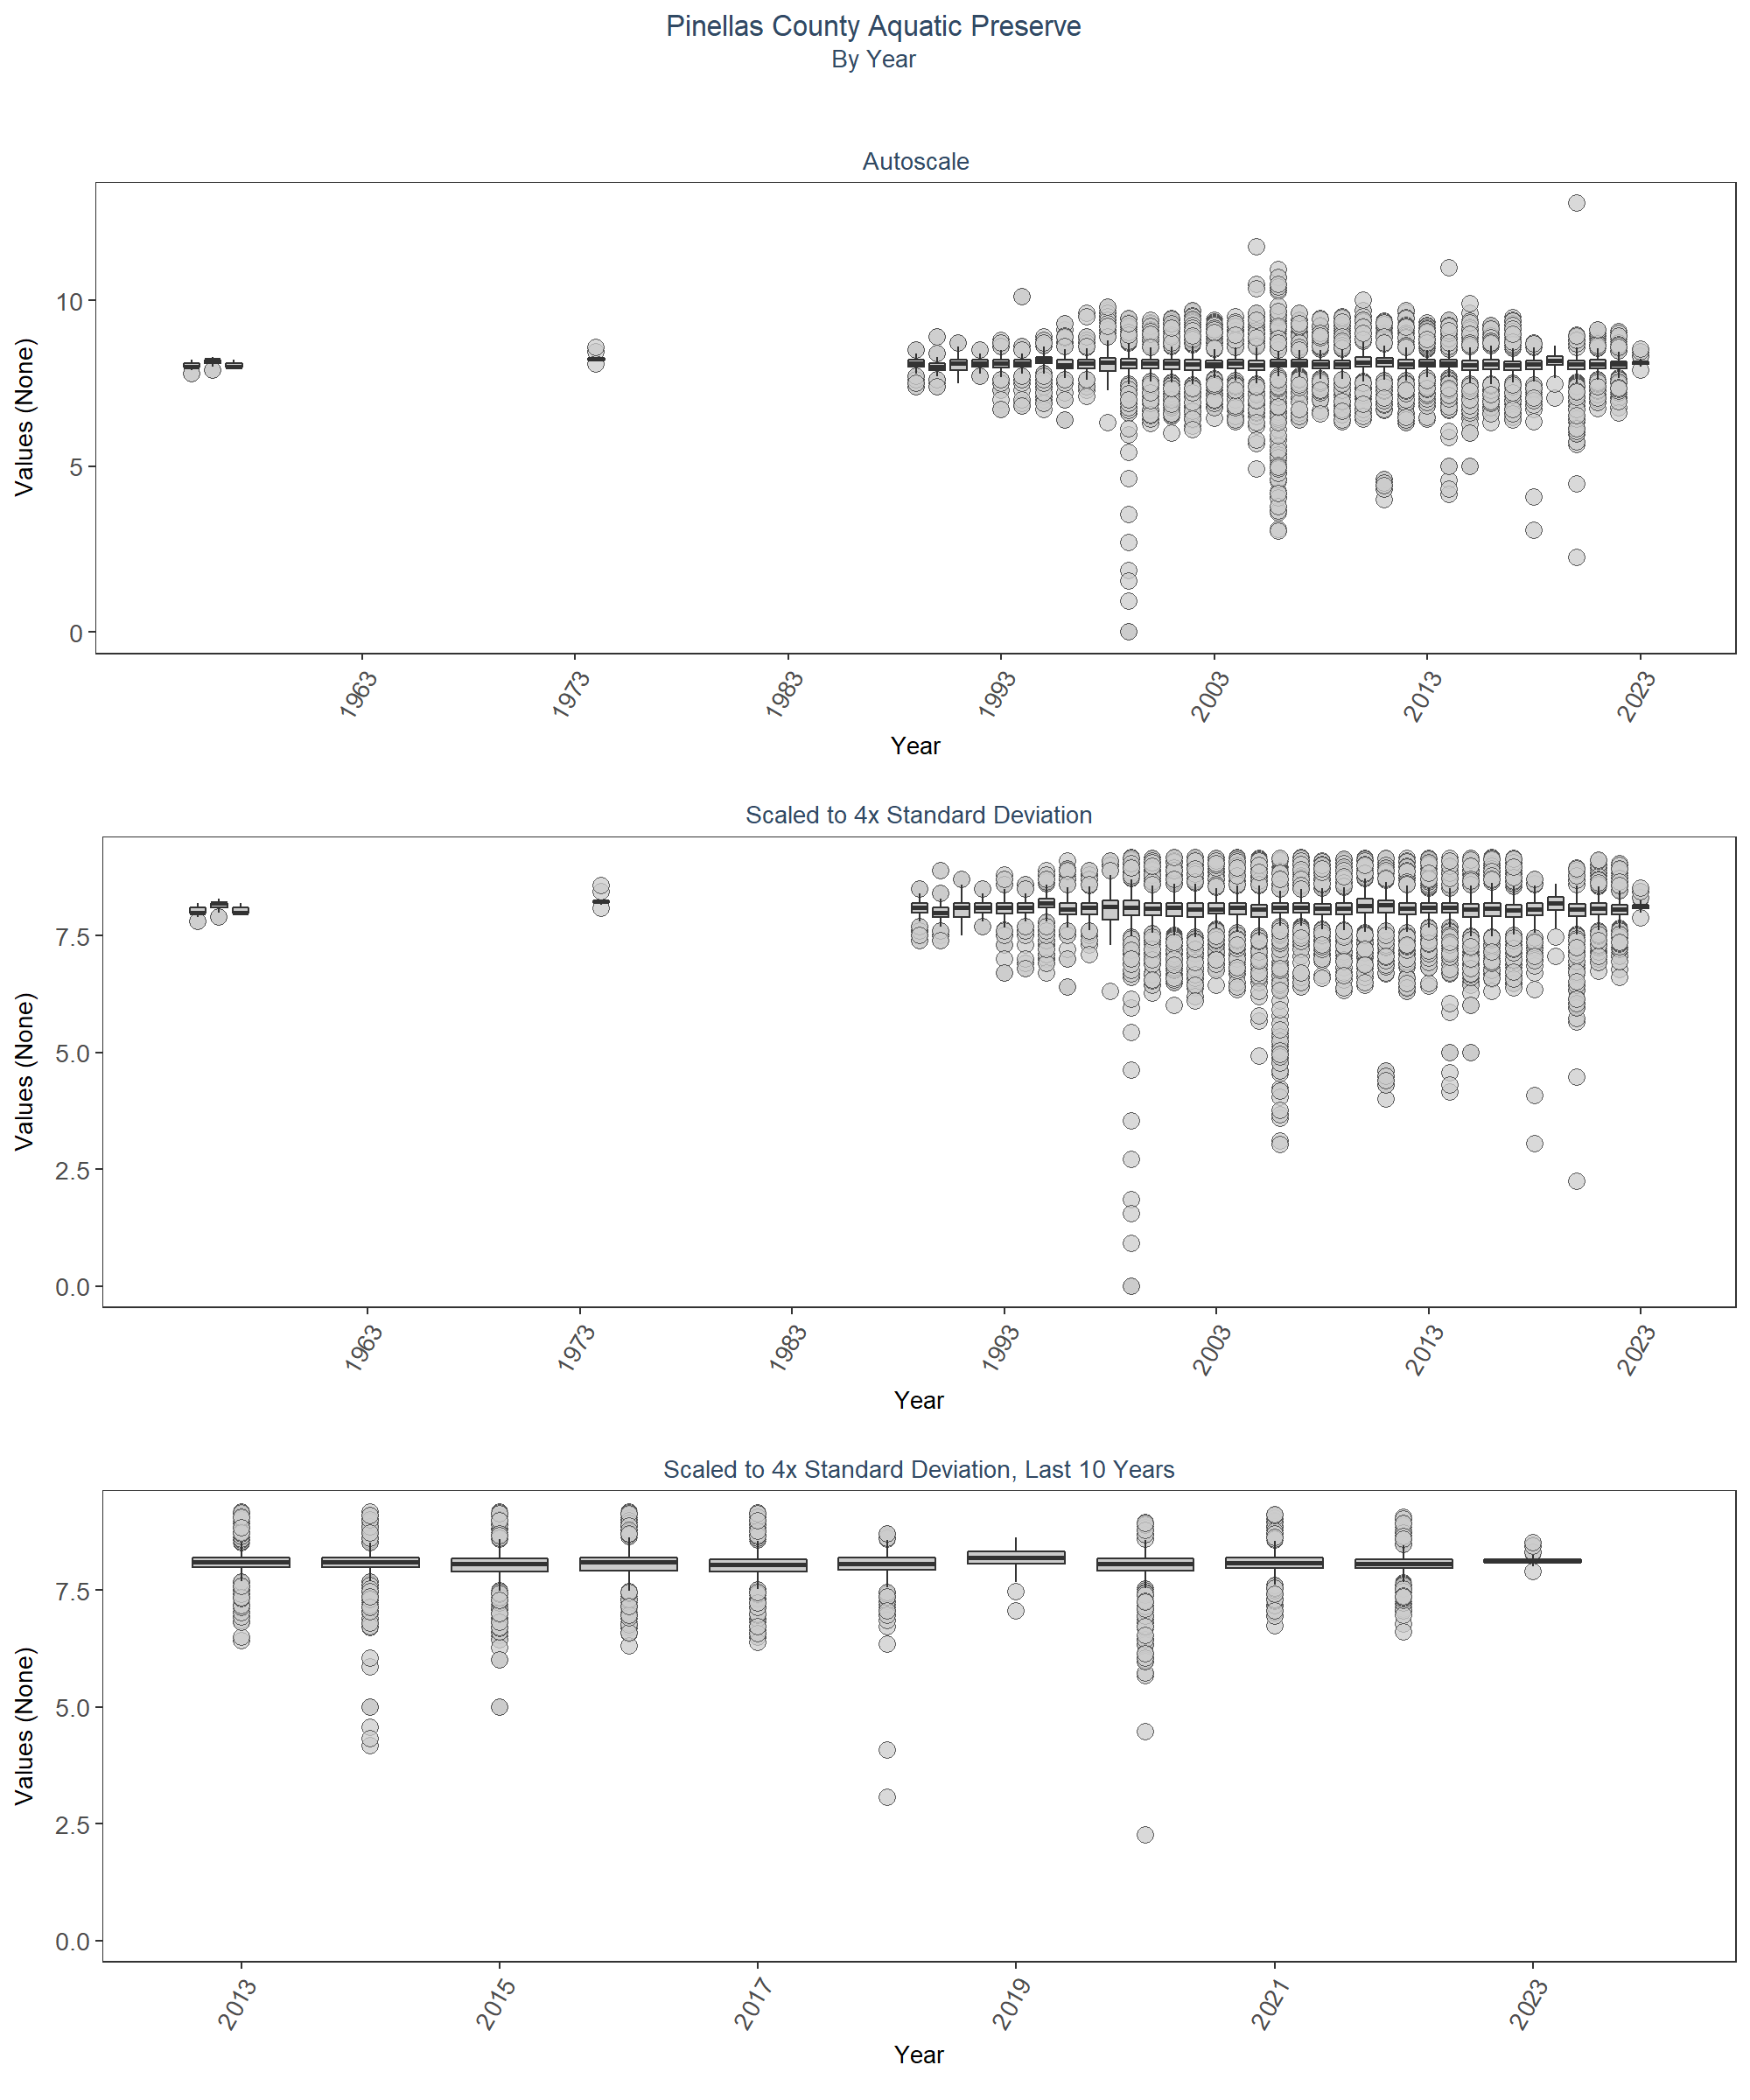 Pinellas County Aquatic Preserve
By Year
Autoscale
Values (None)
10
5
0
1963
1973
1983
1993
2003
2013
2023
Year
Scaled to 4x Standard Deviation
Values (None)
7.5
5.0
2.5
0.0
1963
1973
1983
1993
2003
2013
2023
Year
Scaled to 4x Standard Deviation, Last 10 Years
Values (None)
7.5
5.0
2.5
0.0
2013
2015
2017
2019
2021
2023
Year